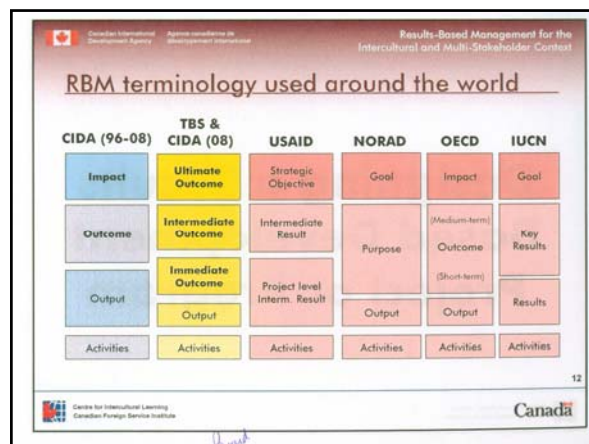 Canadian International Development Agency
Agence canadienne de développement international
Results-Based Management for the
Intercultural and Multi-Stakeholder Context
RBM terminology used around the world
CIDA (96-08)
TBS &
CIDA (08)
USAID
NORAD
OECD
IUCN
Impact
Ultimate
Outcome
Strategic
Objective
Goal
Impact
Goal
Outcome
Intermediate
Outcome
Intermediate
Result
Purpose
(Medium-term)
Outcome
(Short-term)
Key
Results
Output
Immediate
Outcome
Output
Project level
Interm. Result
Output
Output
Results
Activities
Activities
Activities
Activities
Activities
Activities
12
Centre for Intercultural Learning
Canadian Foreign Service Institute
Canada